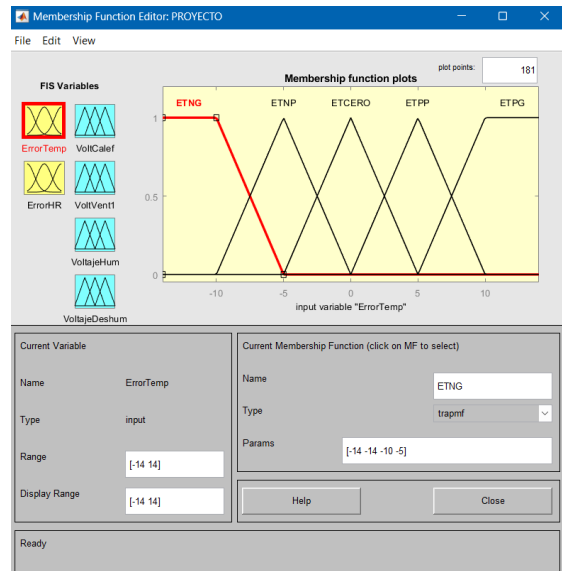 Membership Function Editor: PROYECTO
File Edit View
plot points: 181
FIS Variables
Membership function plots
ErrorTemp VoltCalef
ErrorHR VoltVent1
VoltajeHum
VoltajeDeshum
ETNG ETNP ETCERO ETPP ETPG
1
0.5
0
-10 -5 0 5 10
input variable "ErrorTemp"
Current Variable
Name ErrorTemp
Type input
Range [-14 14]
Display Range [-14 14]
Current Membership Function (click on MF to select)
Name ETNG
Type trapmf
Params [-14 -14 -10 -5]
Help Close
Ready